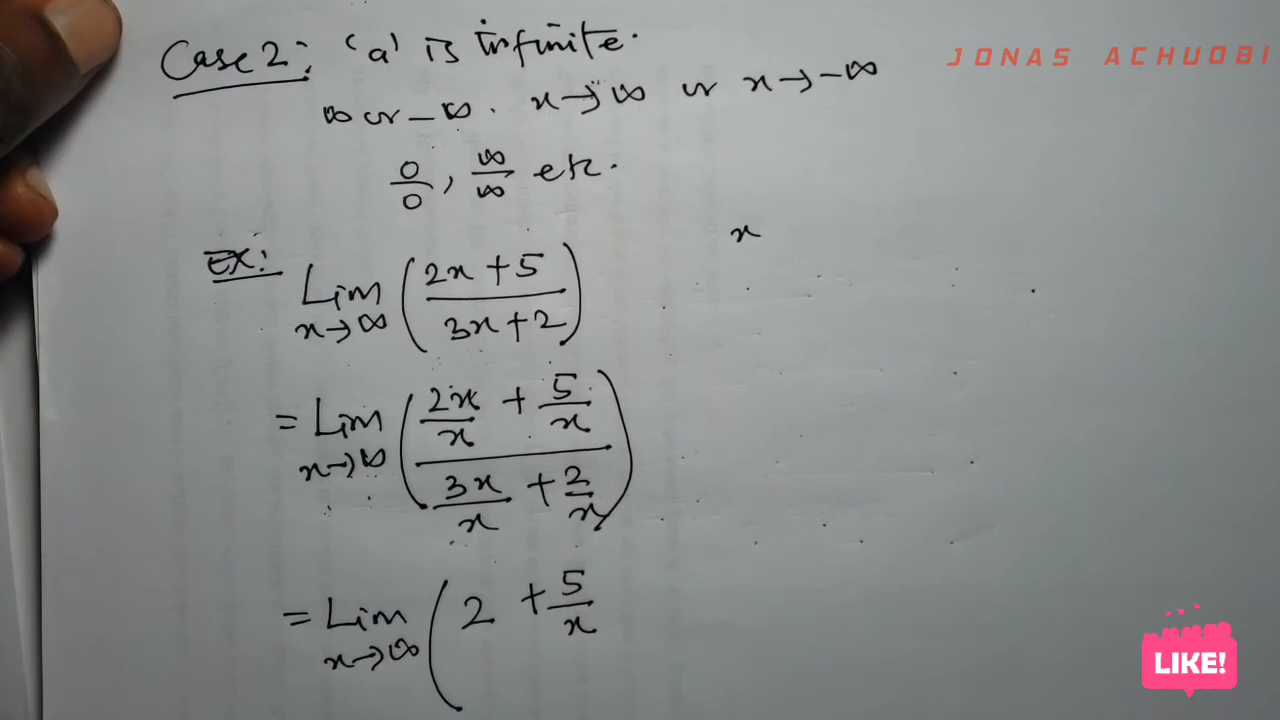 Case 2: 'a' is infinite.
JONAS ACHUOBI
∞ or -∞. x→∞ or x→-∞
0/0, ∞/∞ etc.
x
Ex: Lim x→∞ ((2x+5)/(3x+2))
= Lim x→∞ ((2x/x + 5/x)/(3x/x + 2/x))
= Lim x→∞ (2 + 5/x
LIKE!